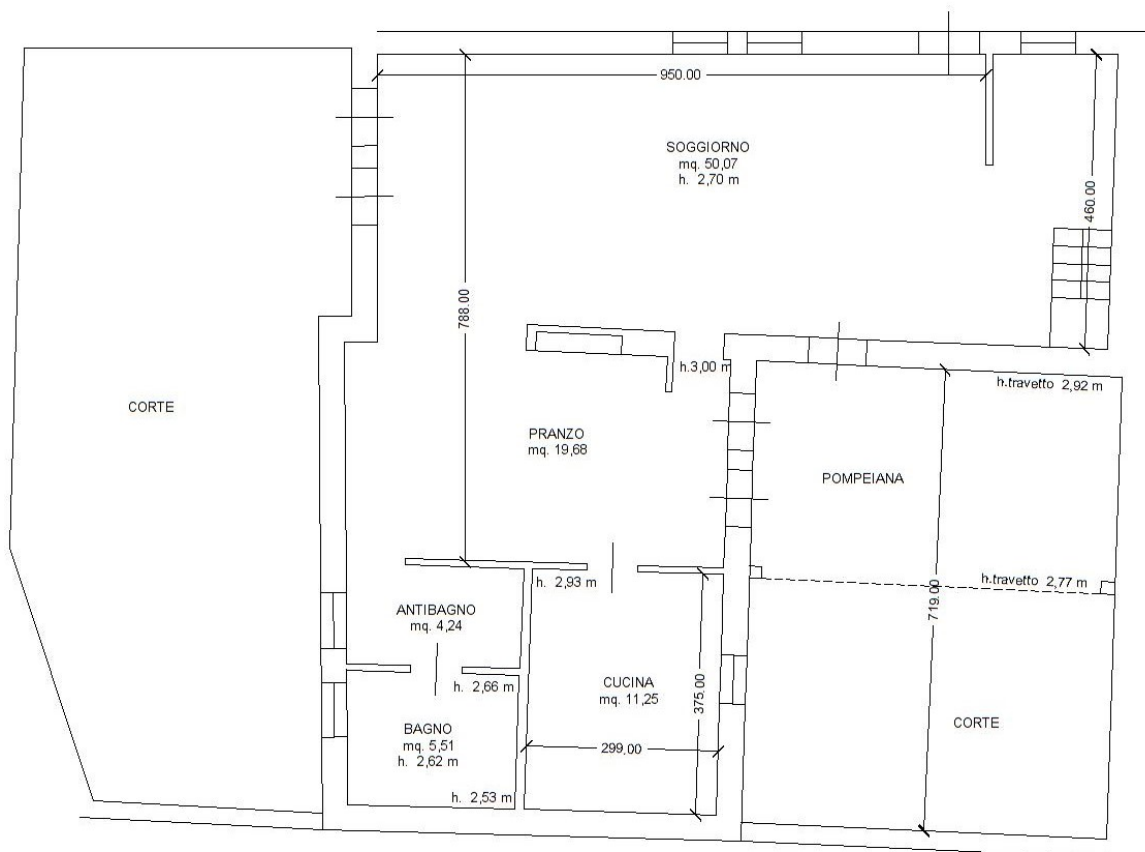 950.00
SOGGIORNO
mq. 50,07
h. 2,70 m
460.00
788.00
h.3,00 m
h.travetto 2,92 m
CORTE
PRANZO
mq. 19,68
POMPEIANA
h. 2,93 m
h.travetto 2,77 m
719.00
ANTIBAGNO
mq. 4,24
h. 2,66 m
CUCINA
mq. 11,25
375.00
BAGNO
mq. 5,51
h. 2,62 m
299.00
CORTE
h. 2,53 m